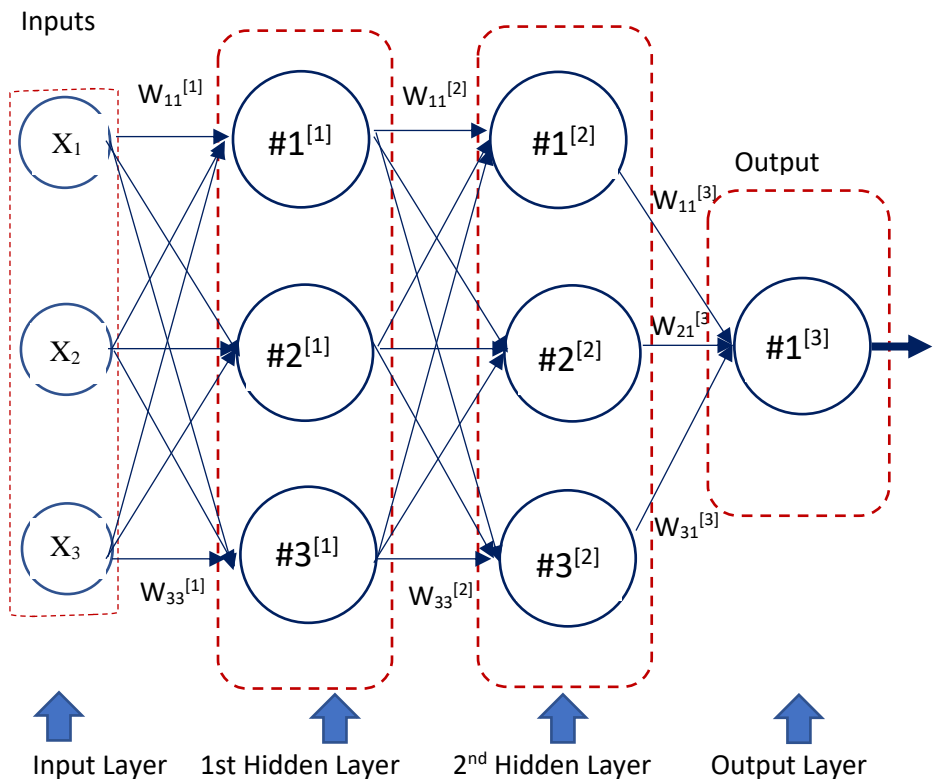 Inputs
W₁₁[1]
W₁₁[2]
X₁
#1[1]
#1[2]
Output
W₁₁[3]
X₂
#2[1]
#2[2]
W₂₁[3
#1[3]
X₃
#3[1]
#3[2]
W₃₁[3]
W₃₃[1]
W₃₃[2]
Input Layer
1st Hidden Layer
2nd Hidden Layer
Output Layer